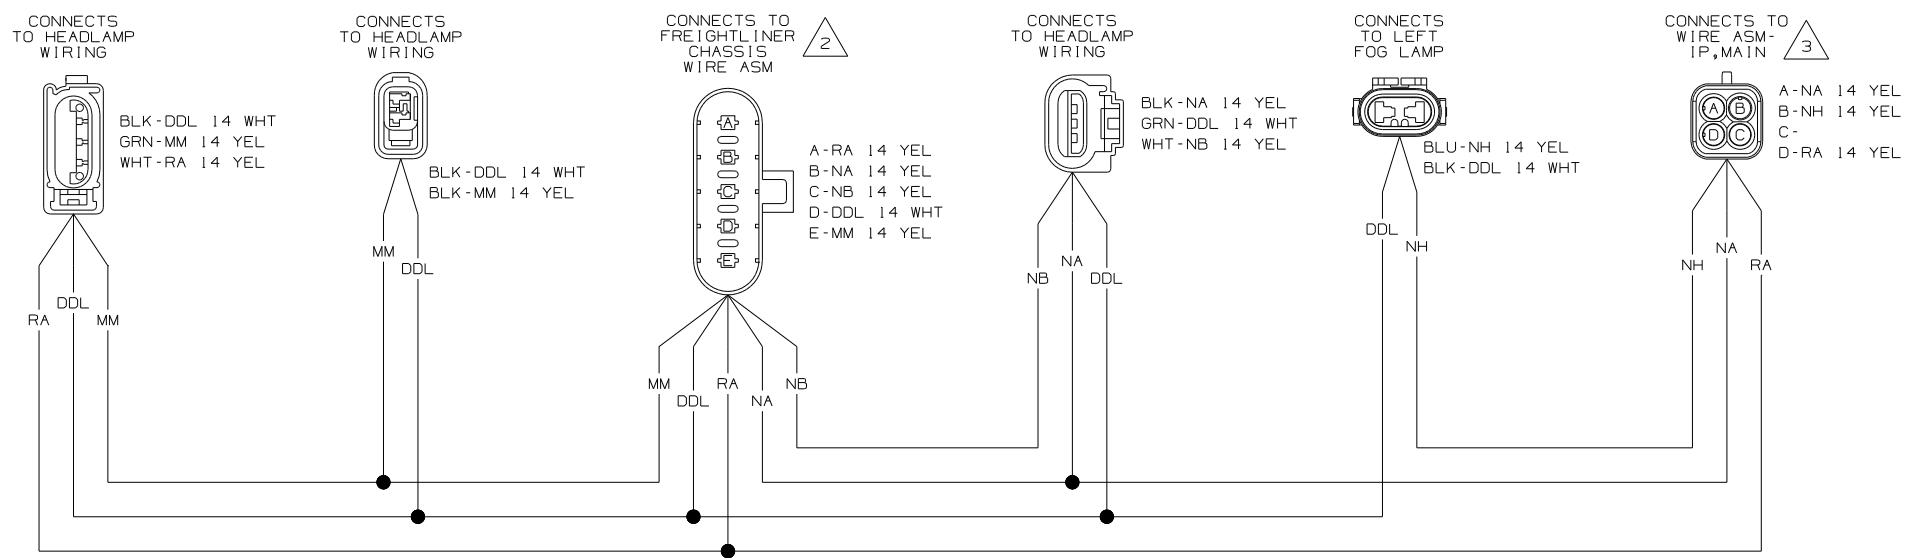 CONNECTS
TO HEADLAMP
WIRING
BLK-DDL 14 WHT
GRN-MM 14 YEL
WHT-RA 14 YEL
RA
DDL
MM
CONNECTS
TO HEADLAMP
WIRING
BLK-DDL 14 WHT
BLK-MM 14 YEL
MM
DDL
CONNECTS TO
FREIGHTLINER
CHASSIS
WIRE ASM
2
A
B
C
D
E
A-RA 14 YEL
B-NA 14 YEL
C-NB 14 YEL
D-DDL 14 WHT
E-MM 14 YEL
MM
DDL
RA
NA
NB
CONNECTS
TO HEADLAMP
WIRING
BLK-NA 14 YEL
GRN-DDL 14 WHT
WHT-NB 14 YEL
NB
NA
DDL
CONNECTS
TO LEFT
FOG LAMP
BLU-NH 14 YEL
BLK-DDL 14 WHT
DDL
NH
CONNECTS TO
WIRE ASM-
IP,MAIN
3
A B
D C
A-NA 14 YEL
B-NH 14 YEL
C-
D-RA 14 YEL
NH
NA
RA